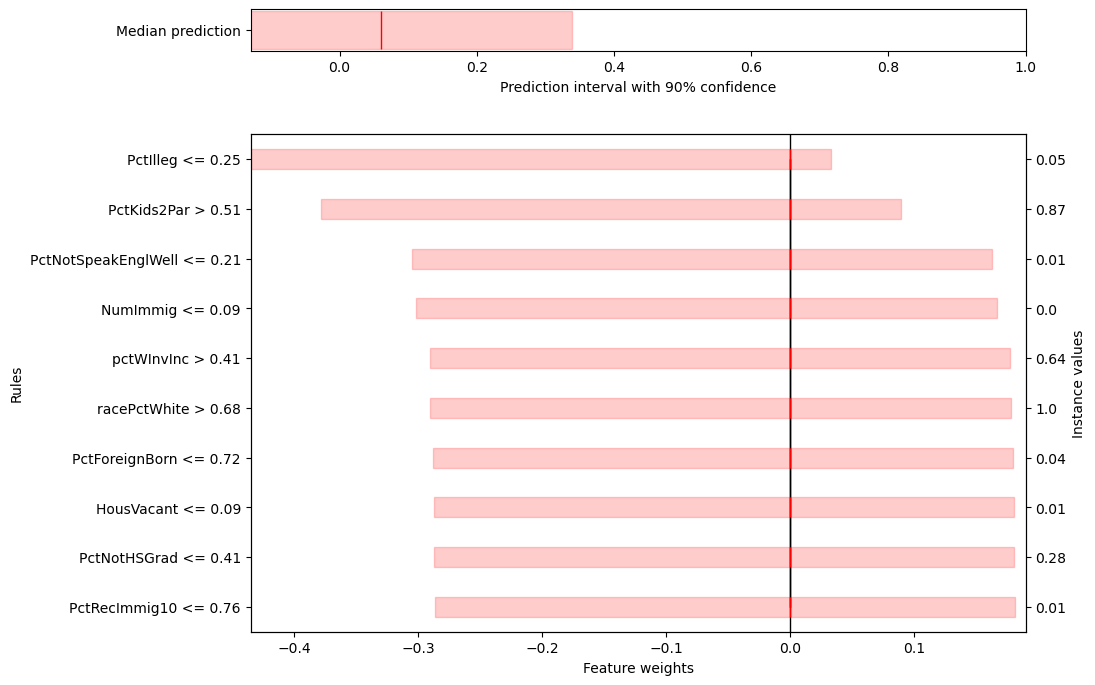 Median prediction
0.0 0.2 0.4 0.6 0.8 1.0
Prediction interval with 90% confidence
PctIlleg <= 0.25 0.05
PctKids2Par > 0.51 0.87
PctNotSpeakEnglWell <= 0.21 0.01
NumImmig <= 0.09 0.0
pctWInvInc > 0.41 0.64
racePctWhite > 0.68 1.0
PctForeignBorn <= 0.72 0.04
HousVacant <= 0.09 0.01
PctNotHSGrad <= 0.41 0.28
PctRecImmig10 <= 0.76 0.01
Rules
Instance values
−0.4 −0.3 −0.2 −0.1 0.0 0.1
Feature weights